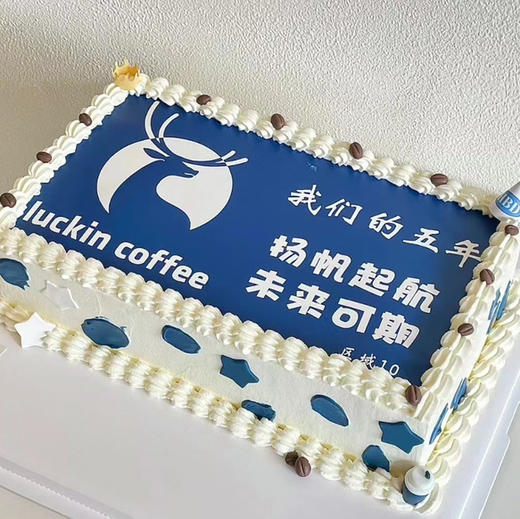 luckin coffee
我们的五年
扬帆起航
未来可期
区域10